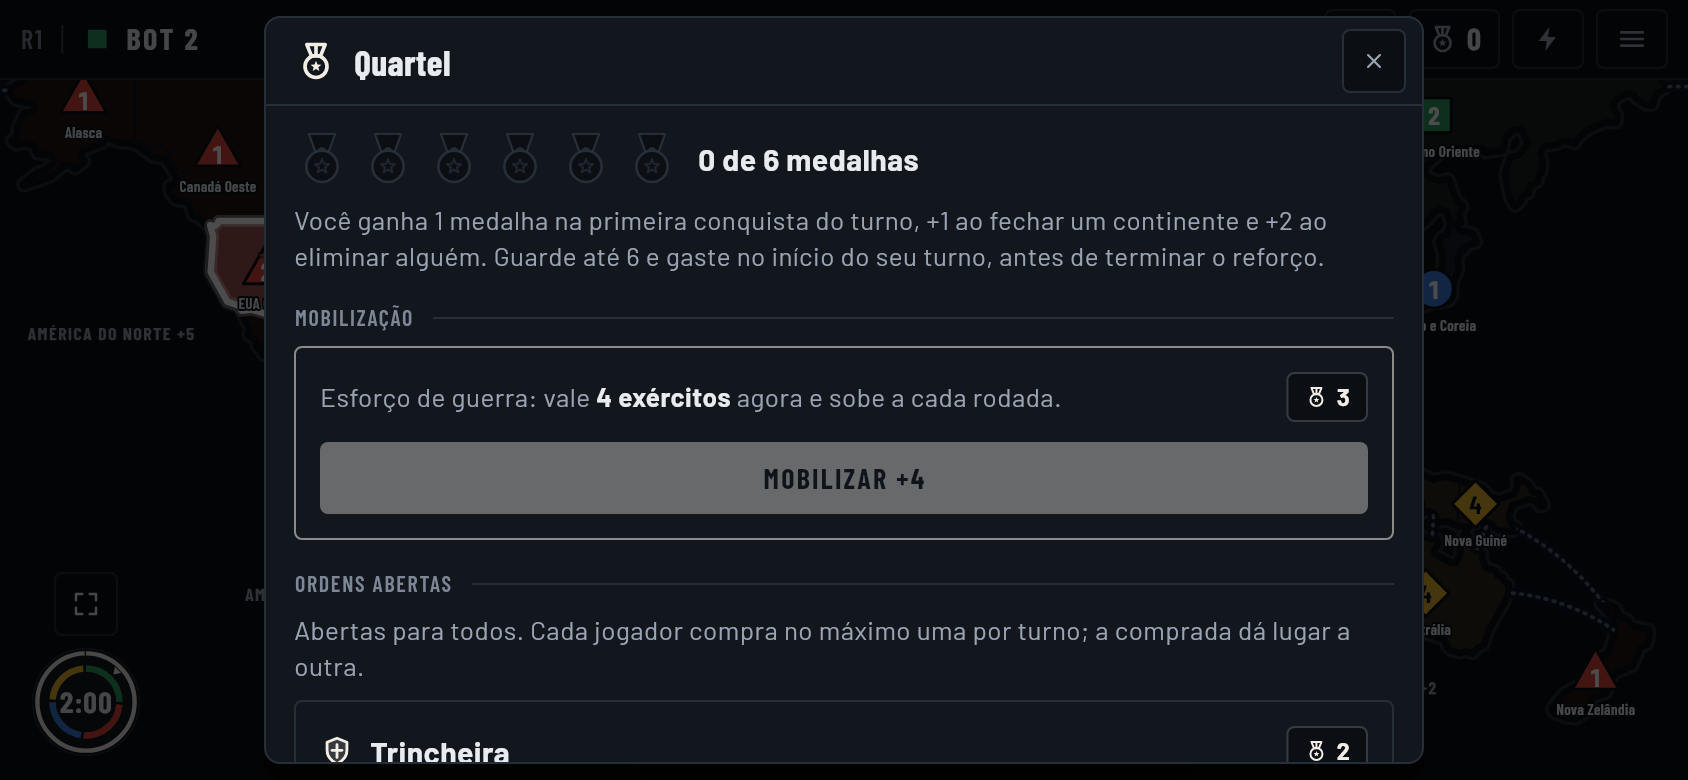 R1
BOT 2
Quartel
0
1
Alasca
1
Canadá Oeste
EUA
AMÉRICA DO NORTE +5
2:00
0 de 6 medalhas
Você ganha 1 medalha na primeira conquista do turno, +1 ao fechar um continente e +2 ao
eliminar alguém. Guarde até 6 e gaste no início do seu turno, antes de terminar o reforço.
MOBILIZAÇÃO
Esforço de guerra: vale 4 exércitos agora e sobe a cada rodada.
3
MOBILIZAR +4
ORDENS ABERTAS
Abertas para todos. Cada jogador compra no máximo uma por turno; a comprada dá lugar a
outra.
Trincheira
2
2
no Oriente
1
e Coreia
4
Nova Guiné
4
rália
1
Nova Zelândia